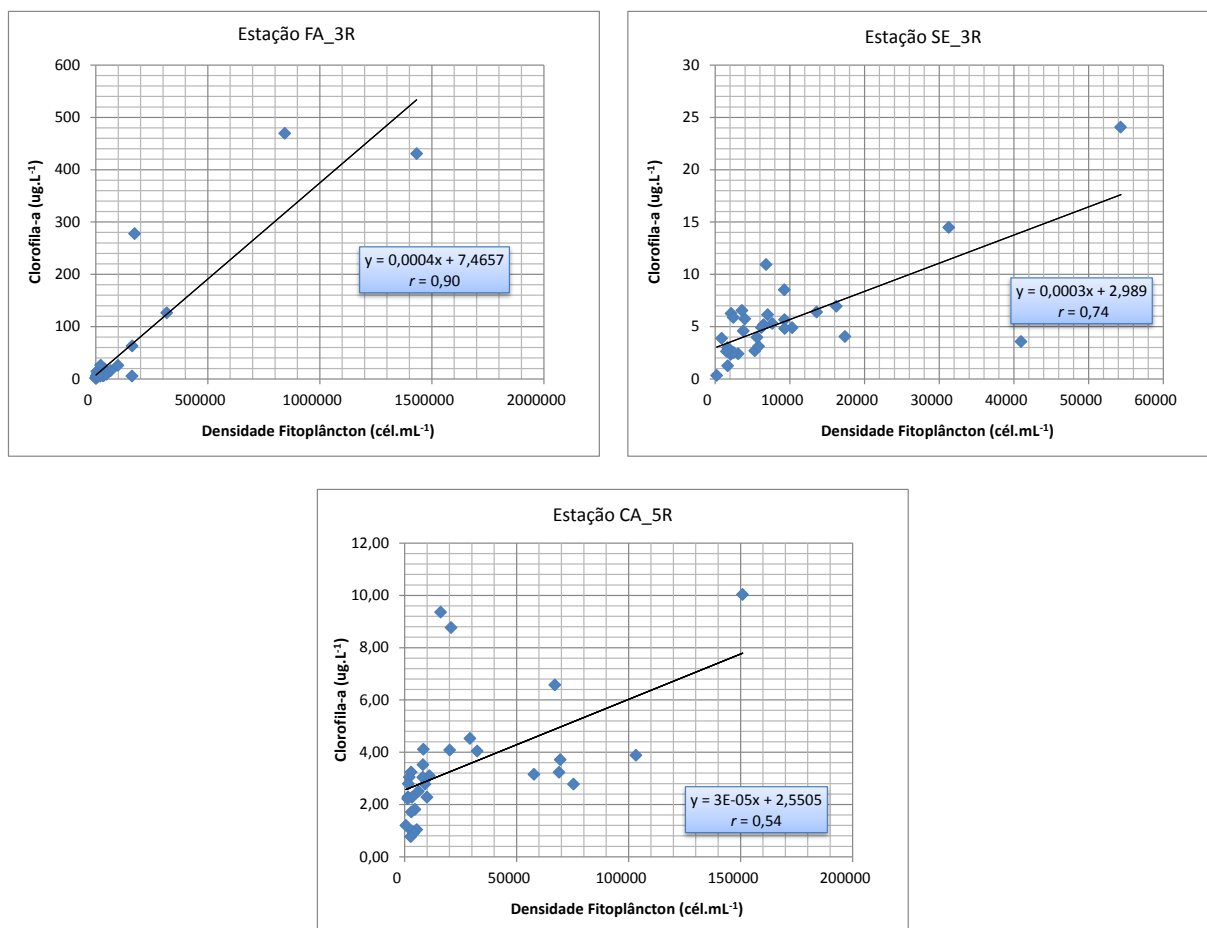 Estação FA_3R
600
500
400
300
200
100
0
Clorofila-a (ug.L⁻¹)
y = 0,0004x + 7,4657
r = 0,90
0 500000 1000000 1500000 2000000
Densidade Fitoplâncton (cél.mL⁻¹)
Estação SE_3R
30
25
20
15
10
5
0
Clorofila-a (ug.L⁻¹)
y = 0,0003x + 2,989
r = 0,74
0 10000 20000 30000 40000 50000 60000
Densidade Fitoplâncton (cél.mL⁻¹)
Estação CA_5R
12,00
10,00
8,00
6,00
4,00
2,00
0,00
Clorofila-a (ug.L⁻¹)
y = 3E-05x + 2,5505
r = 0,54
0 50000 100000 150000 200000
Densidade Fitoplâncton (cél.mL⁻¹)